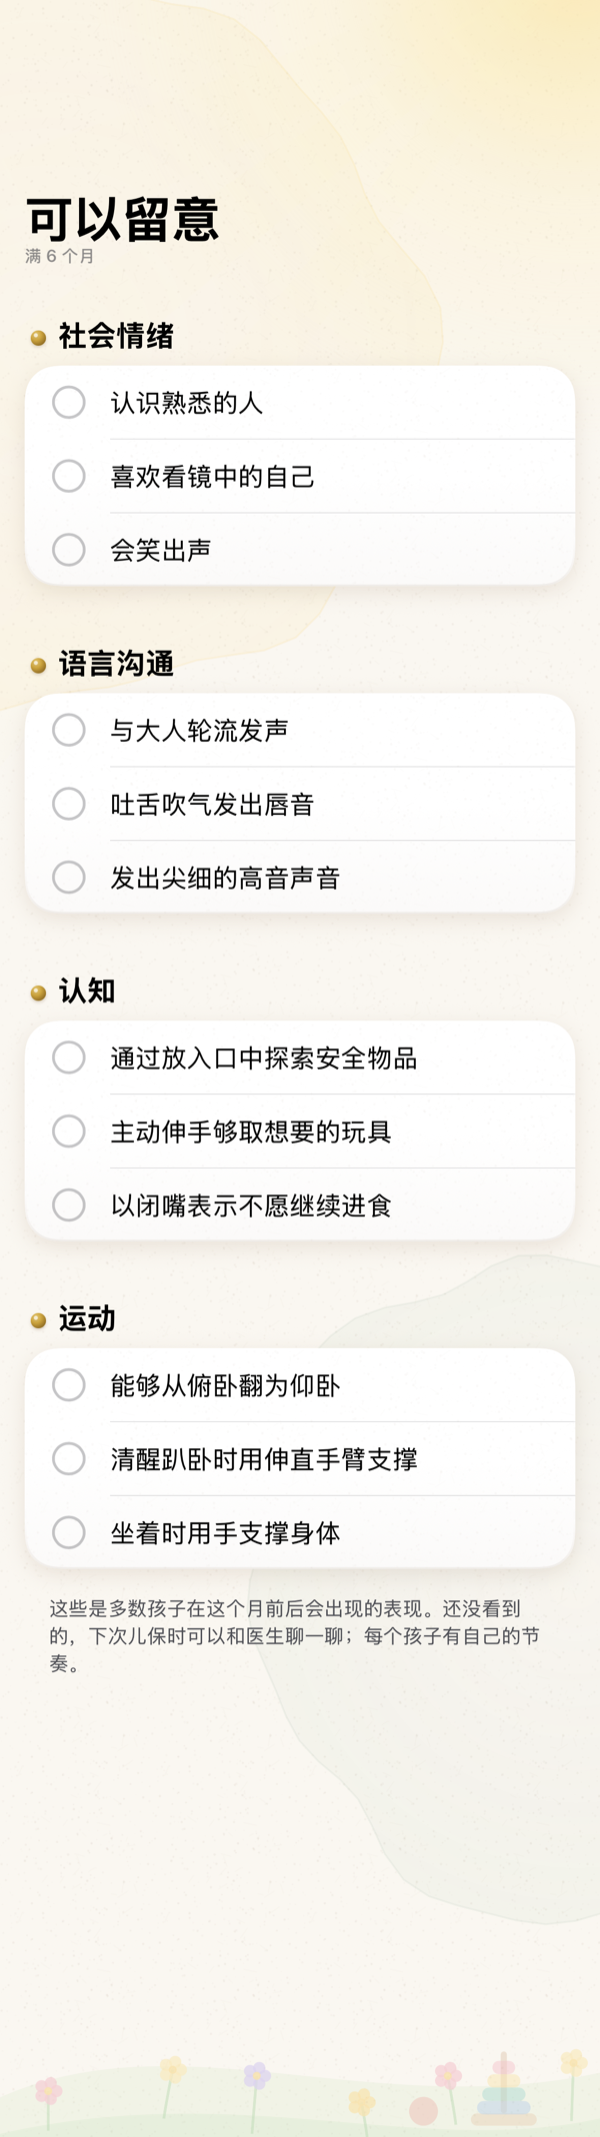 可以留意
满 6 个月
社会情绪
认识熟悉的人
喜欢看镜中的自己
会笑出声
语言沟通
与大人轮流发声
吐舌吹气发出唇音
发出尖细的高音声音
认知
通过放入口中探索安全物品
主动伸手够取想要的玩具
以闭嘴表示不愿继续进食
运动
能够从俯卧翻为仰卧
清醒趴卧时用伸直手臂支撑
坐着时用手支撑身体
这些是多数孩子在这个月前后会出现的表现。还没看到
的，下次儿保时可以和医生聊一聊；每个孩子有自己的节
奏。